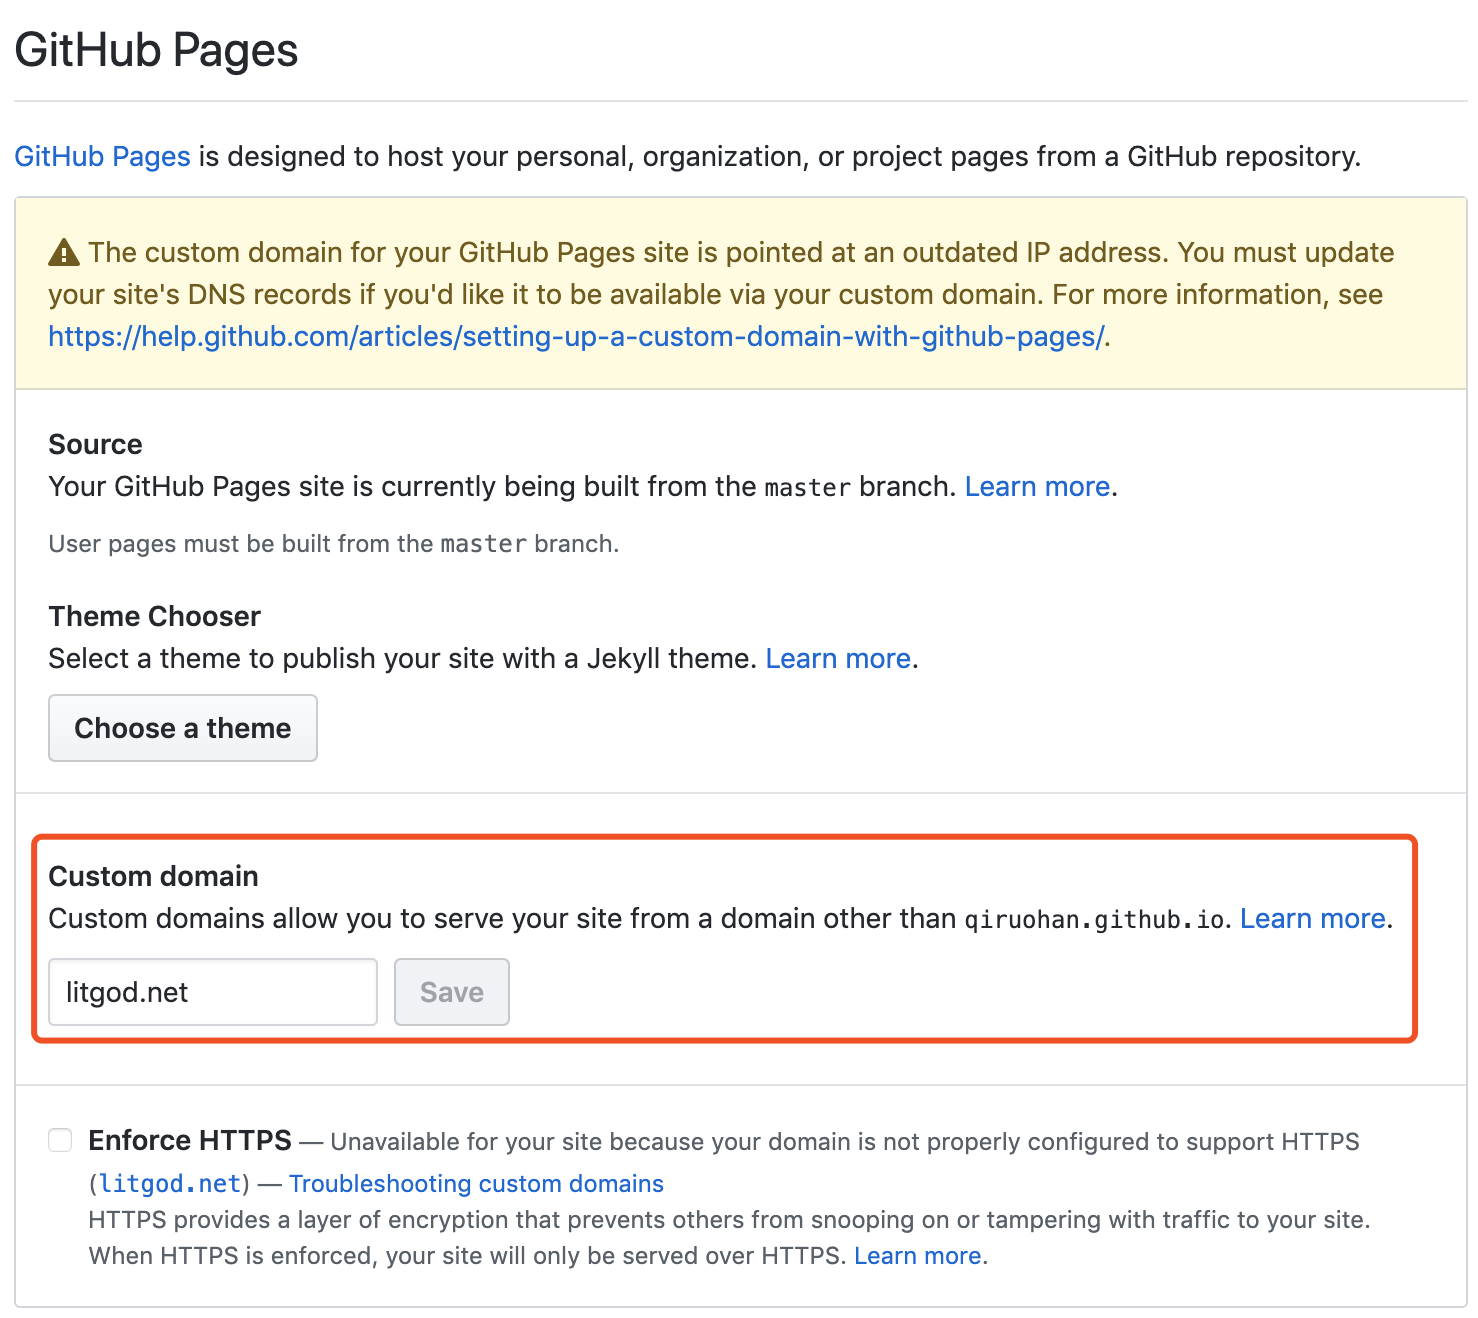 GitHub Pages
GitHub Pages is designed to host your personal, organization, or project pages from a GitHub repository.
The custom domain for your GitHub Pages site is pointed at an outdated IP address. You must update
your site's DNS records if you'd like it to be available via your custom domain. For more information, see
https://help.github.com/articles/setting-up-a-custom-domain-with-github-pages/.
Source
Your GitHub Pages site is currently being built from the master branch. Learn more.
User pages must be built from the master branch.
Theme Chooser
Select a theme to publish your site with a Jekyll theme. Learn more.
Choose a theme
Custom domain
Custom domains allow you to serve your site from a domain other than qiruohan.github.io. Learn more.
litgod.net Save
Enforce HTTPS — Unavailable for your site because your domain is not properly configured to support HTTPS
(litgod.net) — Troubleshooting custom domains
HTTPS provides a layer of encryption that prevents others from snooping on or tampering with traffic to your site.
When HTTPS is enforced, your site will only be served over HTTPS. Learn more.